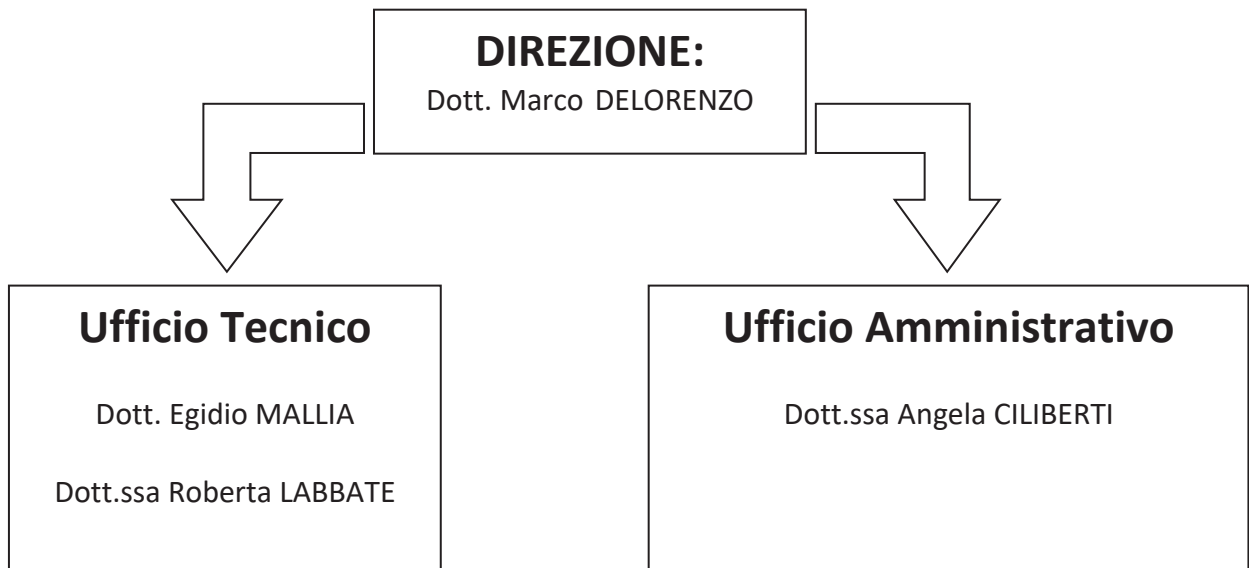 DIREZIONE:
Dott. Marco DELORENZO
Ufficio Tecnico
Dott. Egidio MALLIA
Dott.ssa Roberta LABBATE
Ufficio Amministrativo
Dott.ssa Angela CILIBERTI